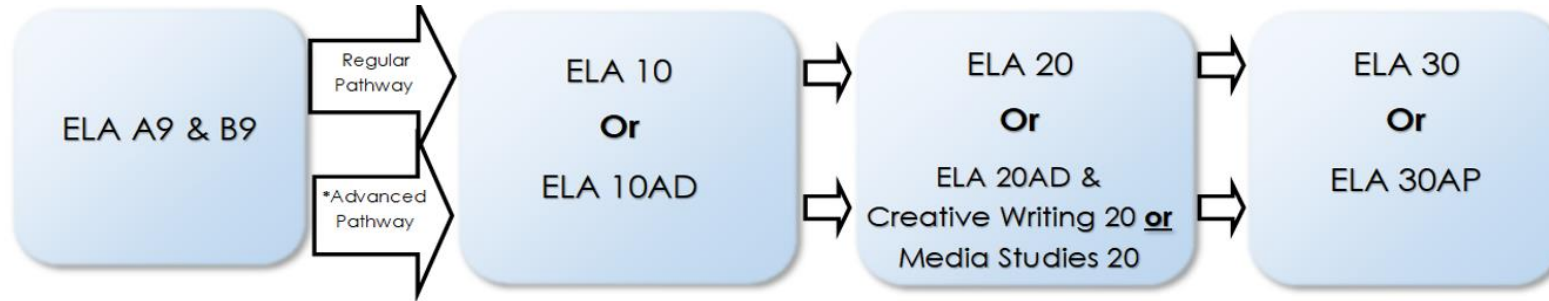 ELA A9 & B9
Regular
Pathway
*Advanced
Pathway
ELA 10
Or
ELA 10AD
ELA 20
Or
ELA 20AD &
Creative Writing 20 or
Media Studies 20
ELA 30
Or
ELA 30AP